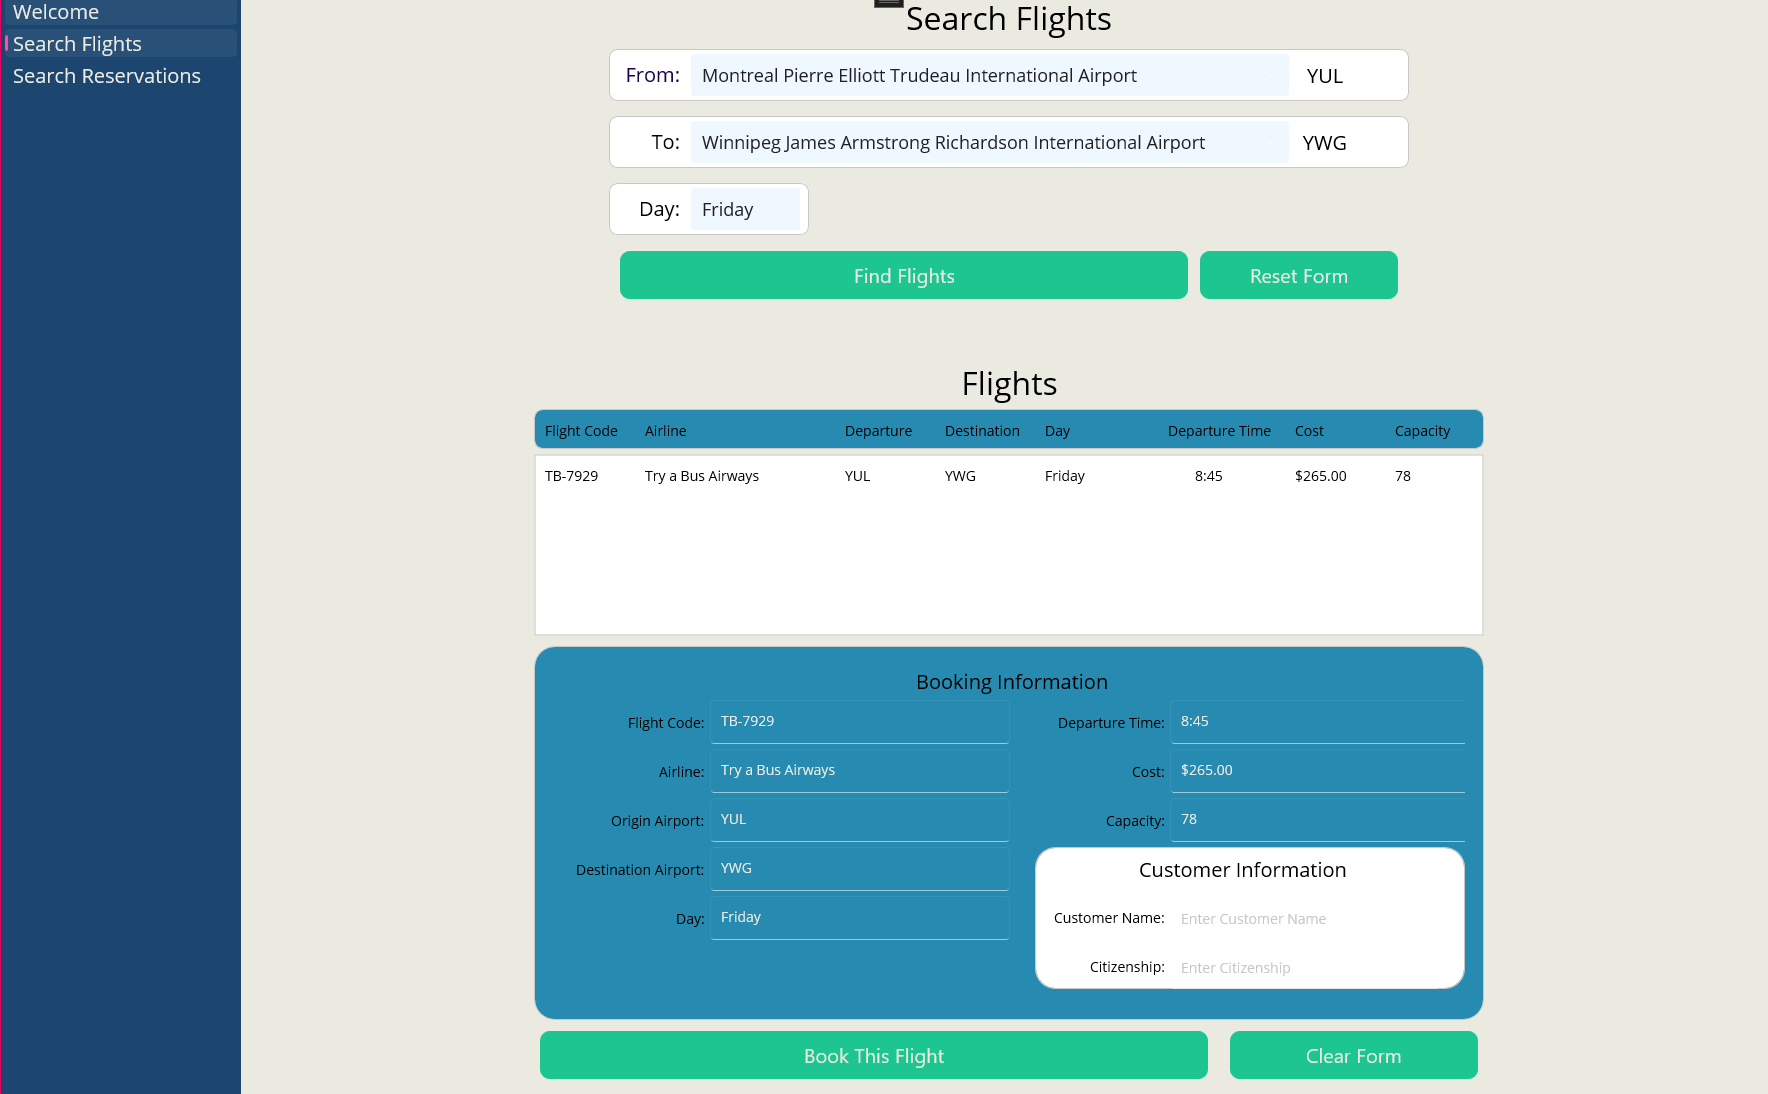 Welcome
Search Flights
Search Reservations
Search Flights
From: Montreal Pierre Elliott Trudeau International Airport YUL
To: Winnipeg James Armstrong Richardson International Airport YWG
Day: Friday
Find Flights Reset Form
Flights
Flight Code Airline Departure Destination Day Departure Time Cost Capacity
TB-7929 Try a Bus Airways YUL YWG Friday 8:45 $265.00 78
Booking Information
Flight Code: TB-7929 Departure Time: 8:45
Airline: Try a Bus Airways Cost: $265.00
Origin Airport: YUL Capacity: 78
Destination Airport: YWG Customer Information
Day: Friday Customer Name: Enter Customer Name
Citizenship: Enter Citizenship
Book This Flight Clear Form